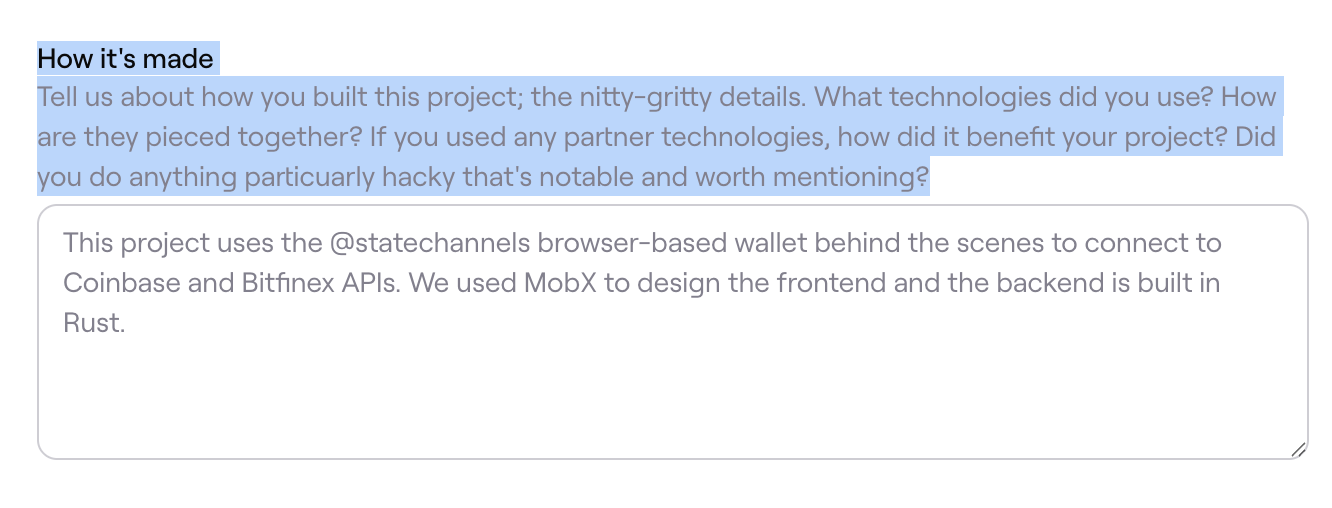 How it's made
Tell us about how you built this project; the nitty-gritty details. What technologies did you use? How
are they pieced together? If you used any partner technologies, how did it benefit your project? Did
you do anything particuarly hacky that's notable and worth mentioning?
This project uses the @statechannels browser-based wallet behind the scenes to connect to
Coinbase and Bitfinex APIs. We used MobX to design the frontend and the backend is built in
Rust.